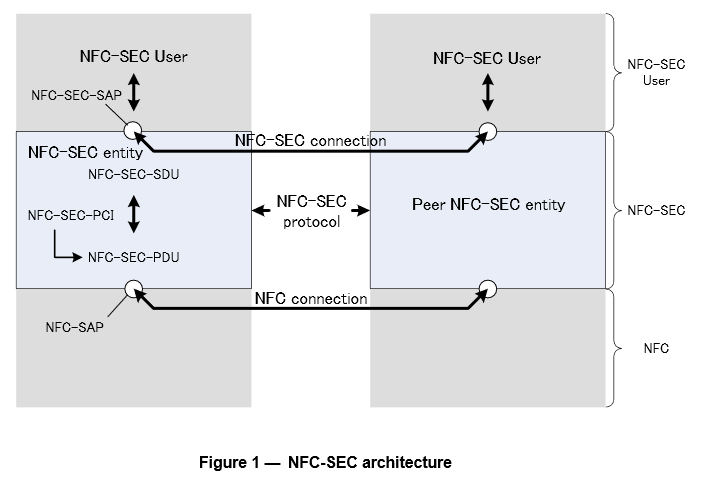 NFC-SEC User
NFC-SEC User
NFC-SEC
User
NFC-SEC-SAP
NFC-SEC connection
NFC-SEC entity
NFC-SEC-SDU
NFC-SEC
protocol
Peer NFC-SEC entity
NFC-SEC
NFC-SEC-PCI
NFC-SEC-PDU
NFC connection
NFC-SAP
NFC
Figure 1 — NFC-SEC architecture